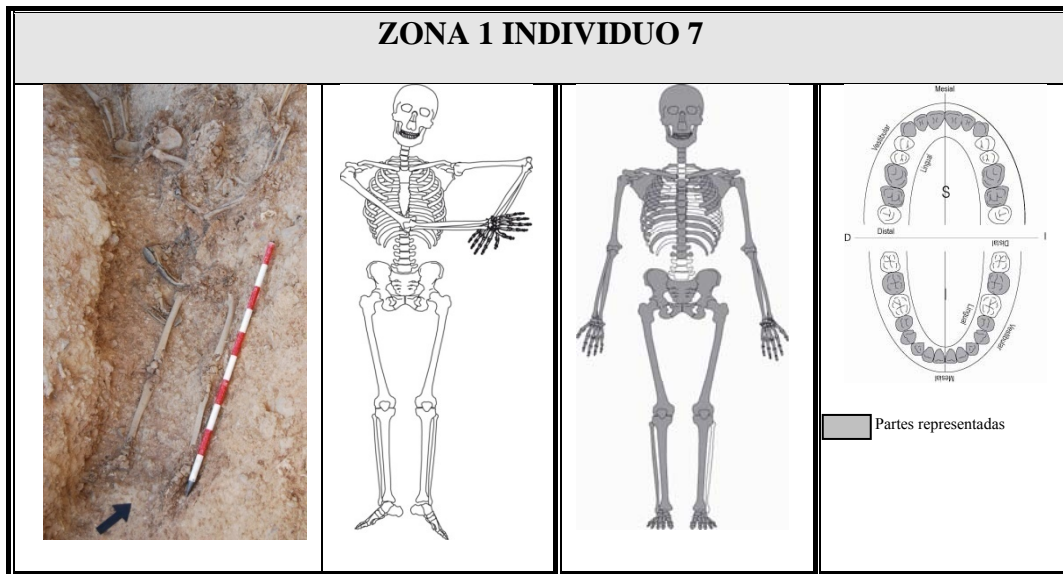 ZONA 1 INDIVIDUO 7
Mesial
Vestibular
Lingual
S
Distal
D
I
Distal
I
Lingual
Vestibular
Mesial
Partes representadas